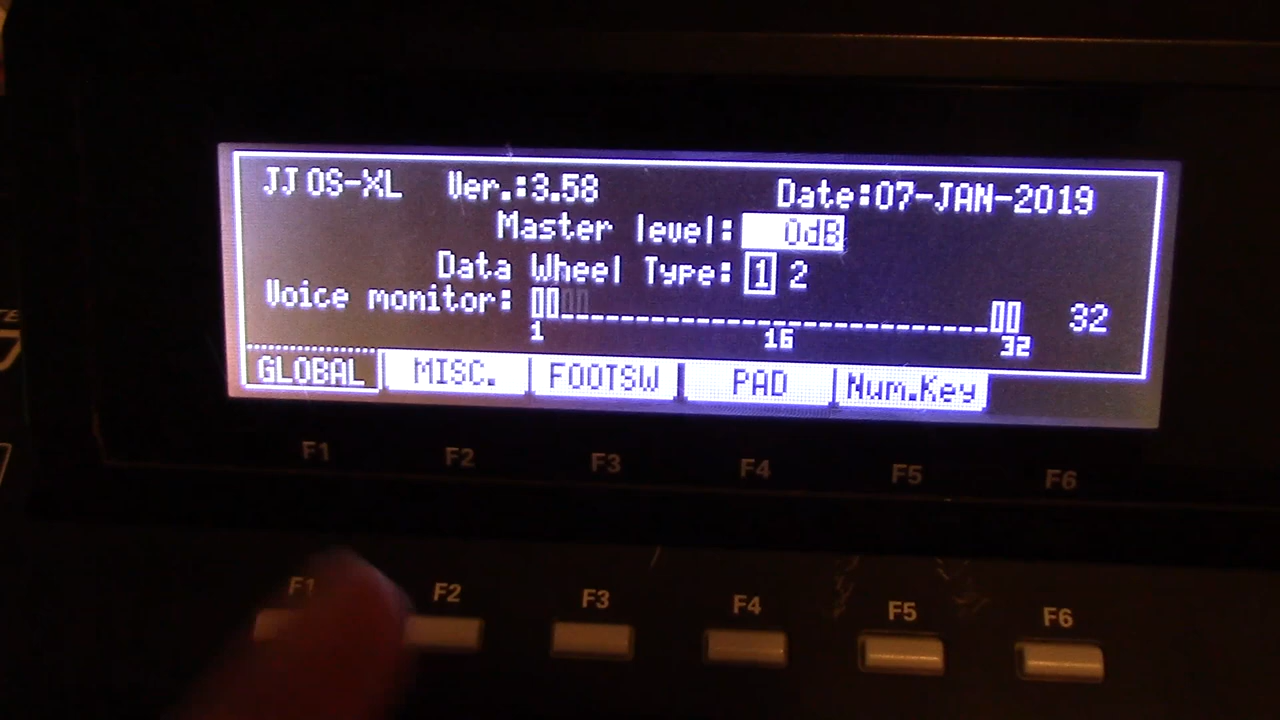 JJ OS-XL Ver.:3.58 Date:07-JAN-2019
Master level: 0dB
Data Wheel Type: 1 2
Voice monitor: 32
1 16 32
GLOBAL MISC. FOOTSW PAD Num.Key
F1 F2 F3 F4 F5 F6
F1 F2 F3 F4 F5 F6